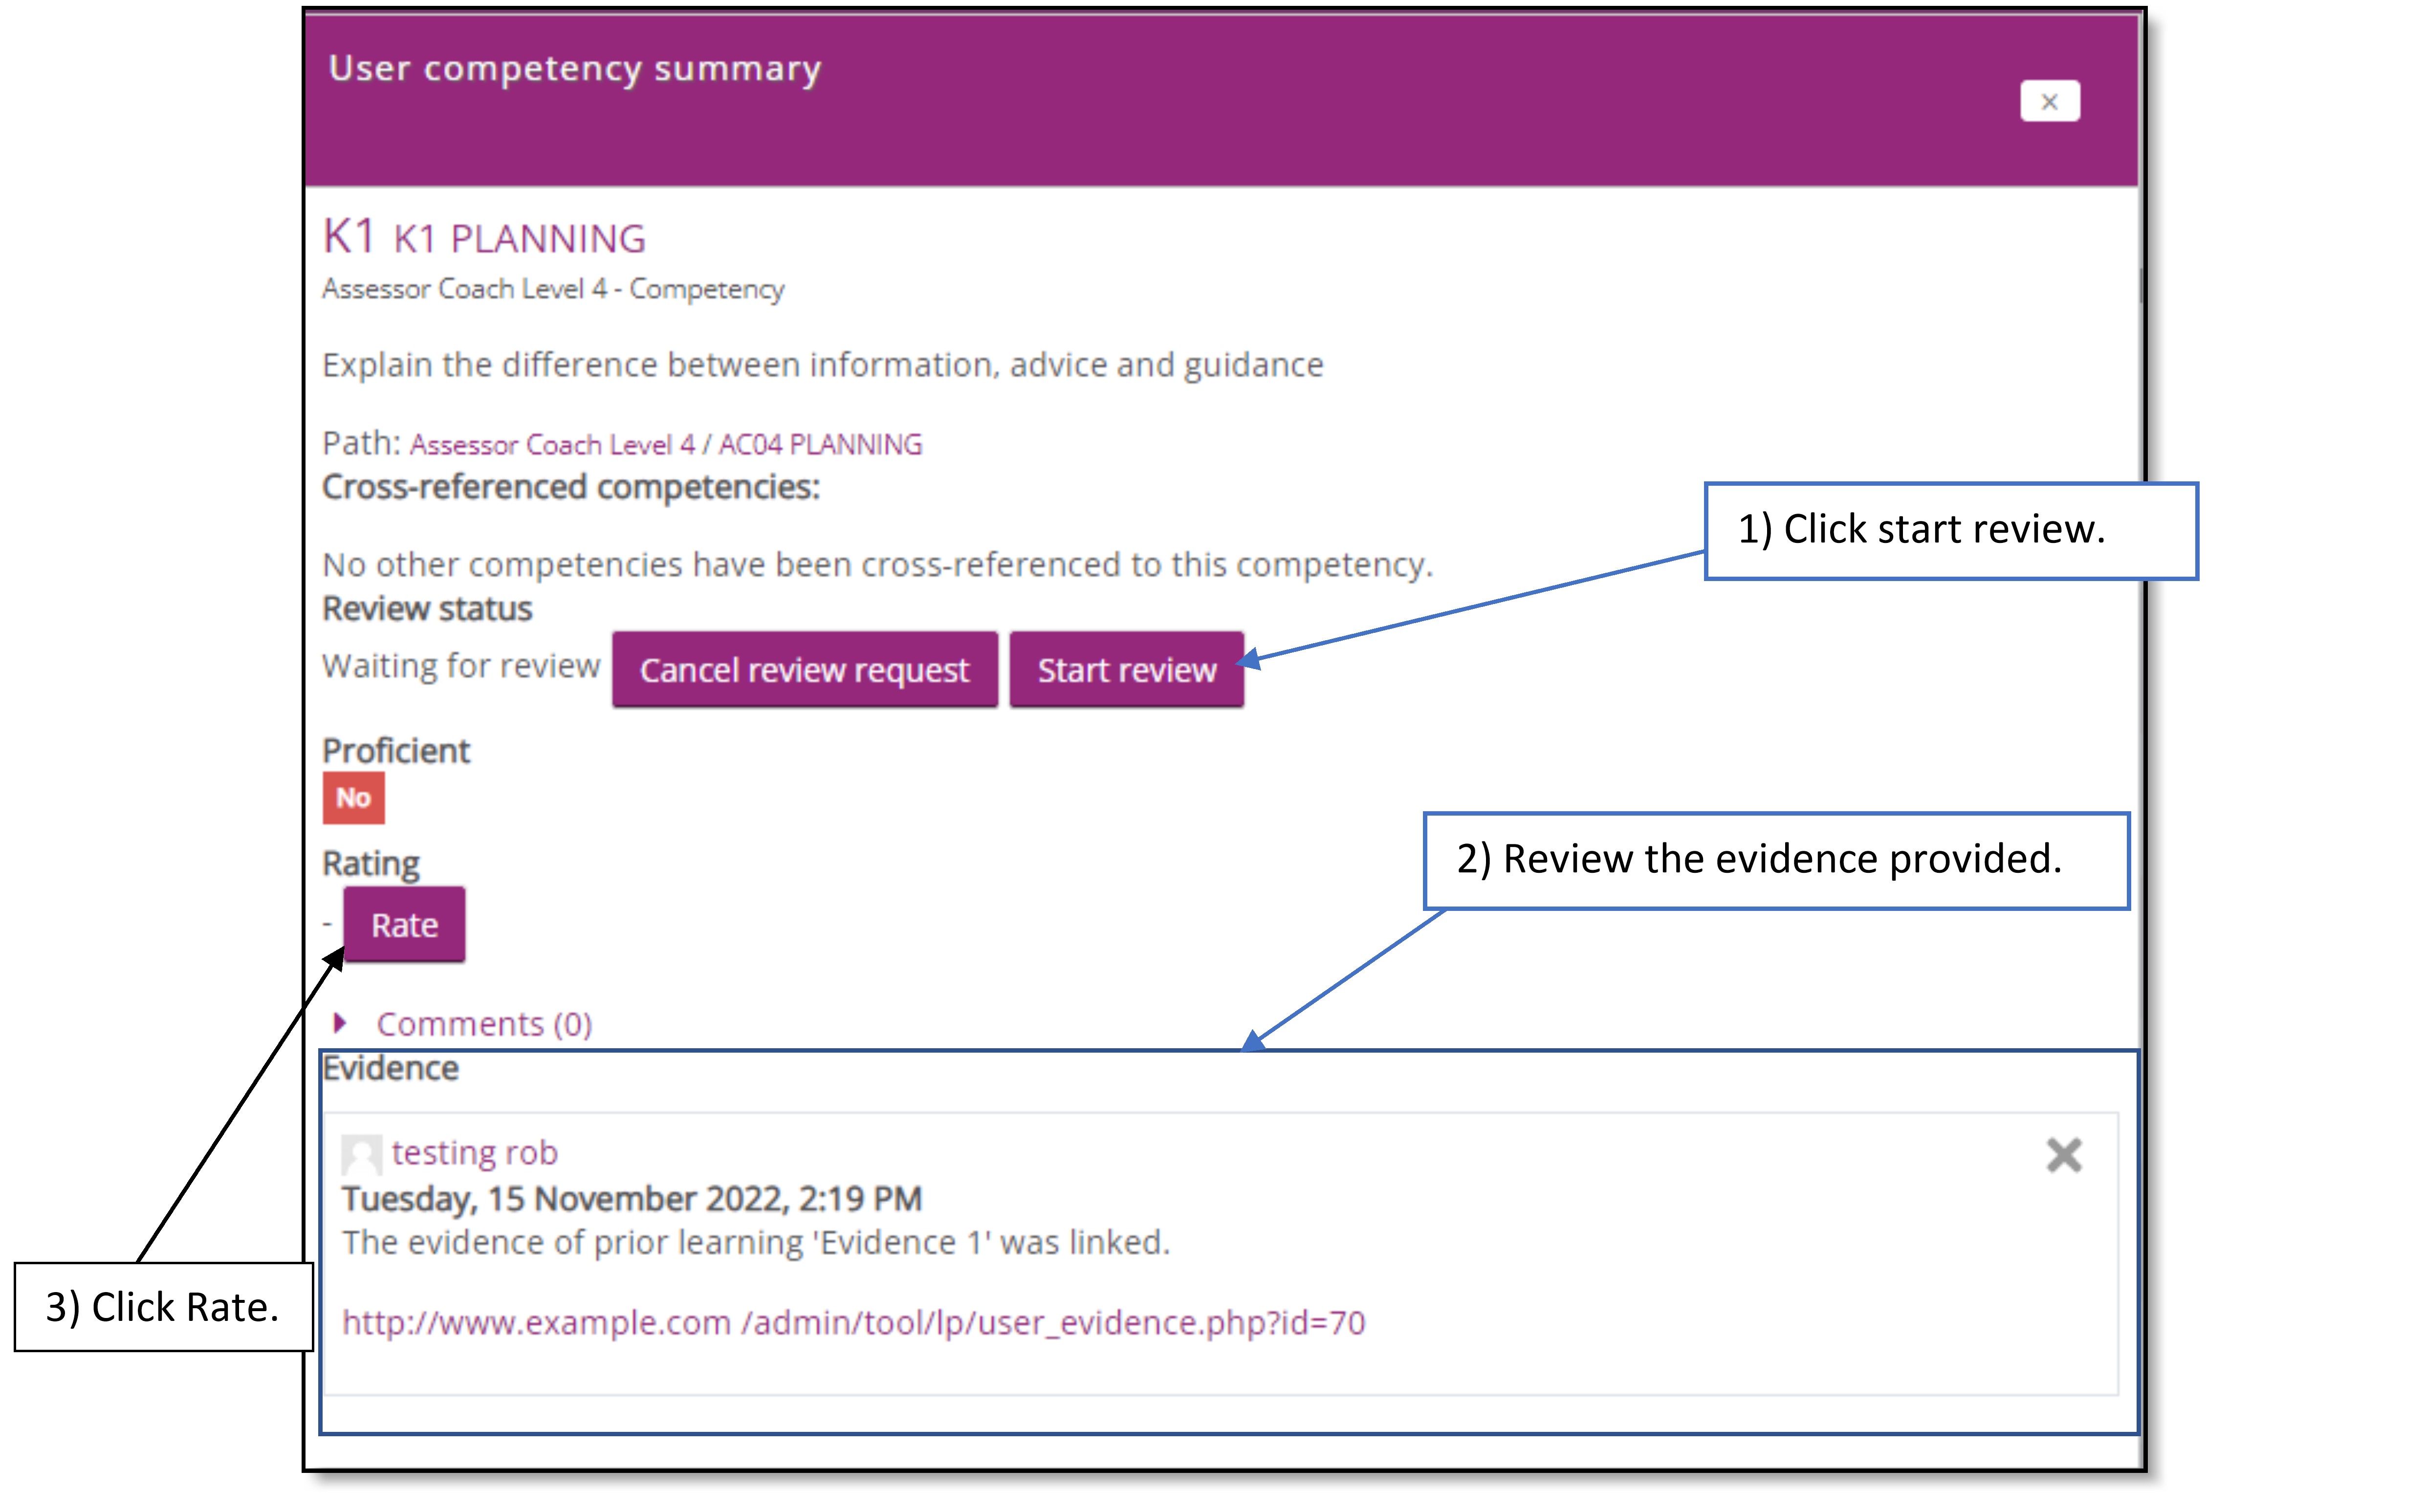 User competency summary
×
K1 K1 PLANNING
Assessor Coach Level 4 - Competency
Explain the difference between information, advice and guidance
Path: Assessor Coach Level 4 / AC04 PLANNING
Cross-referenced competencies:
1) Click start review.
No other competencies have been cross-referenced to this competency.
Review status
Waiting for review Cancel review request Start review
Proficient
No
2) Review the evidence provided.
Rating
- Rate
Comments (0)
Evidence
testing rob
Tuesday, 15 November 2022, 2:19 PM
The evidence of prior learning 'Evidence 1' was linked.
3) Click Rate.
http://www.example.com /admin/tool/lp/user_evidence.php?id=70